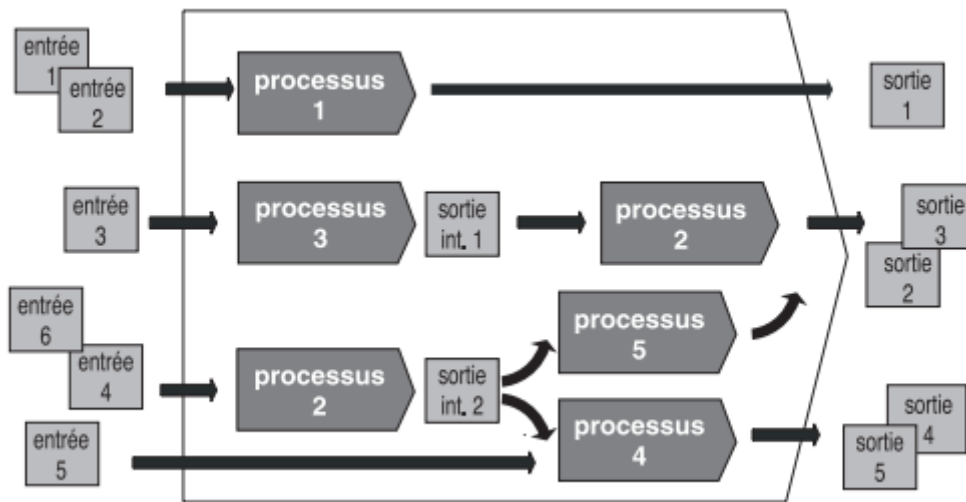 entrée
1
entrée
2
processus
1
sortie
1
entrée
3
processus
3
sortie
int. 1
processus
2
sortie
3
sortie
2
entrée
6
entrée
4
processus
2
sortie
int. 2
processus
5
entrée
5
processus
4
sortie
4
sortie
5